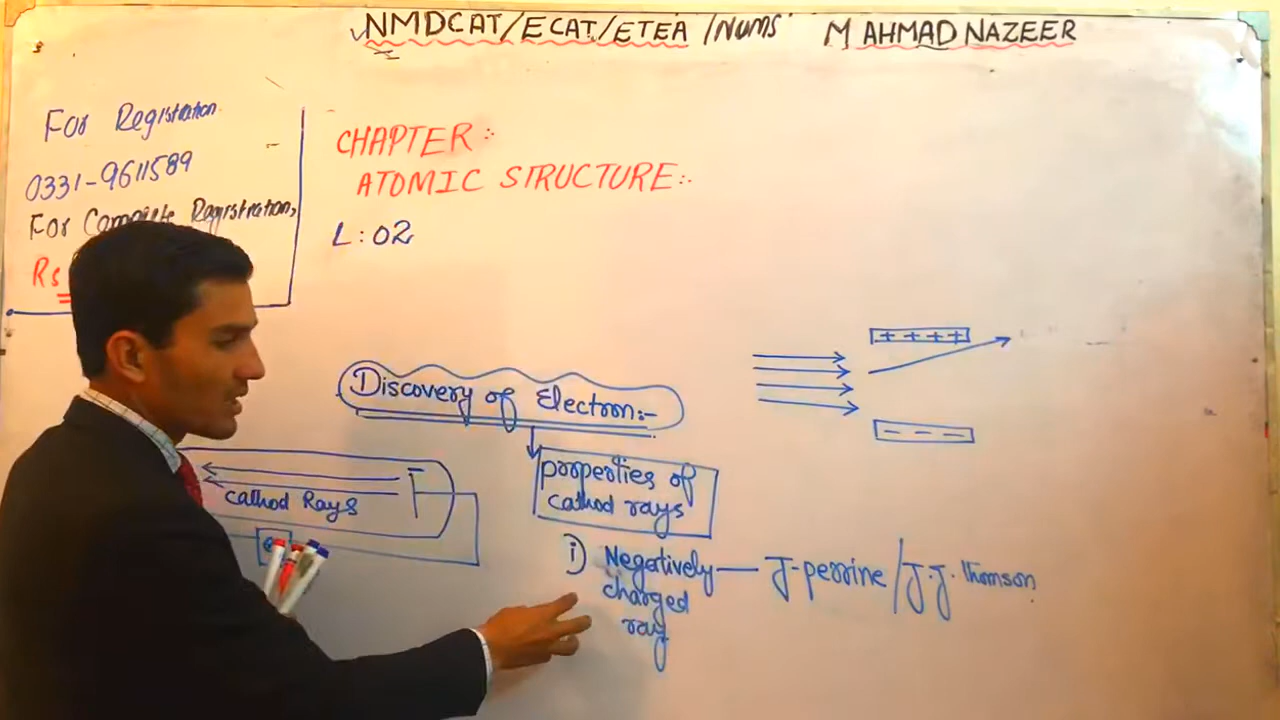 NMDCAT/ECAT/ETEA/NUMS M AHMAD NAZEER
For Registration
0331-9611589
For Registration,
Rs
CHAPTER:-
ATOMIC STRUCTURE:-
L:02
Discovery of Electron:-
properties of
cathod rays
cathod Rays
i) Negatively — J-perrine/J.J. Thomson
charged
ray
+ + + +
- - - -